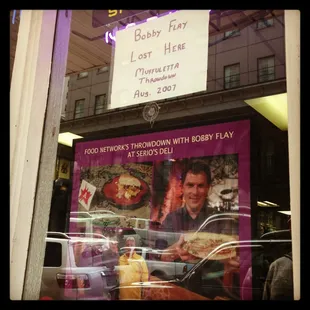 Bobby Flay
Lost Here
Muffuletta
Throwdown
Aug. 2007
FOOD NETWORK'S THROWDOWN WITH BOBBY FLAY
AT SERIO'S DELI